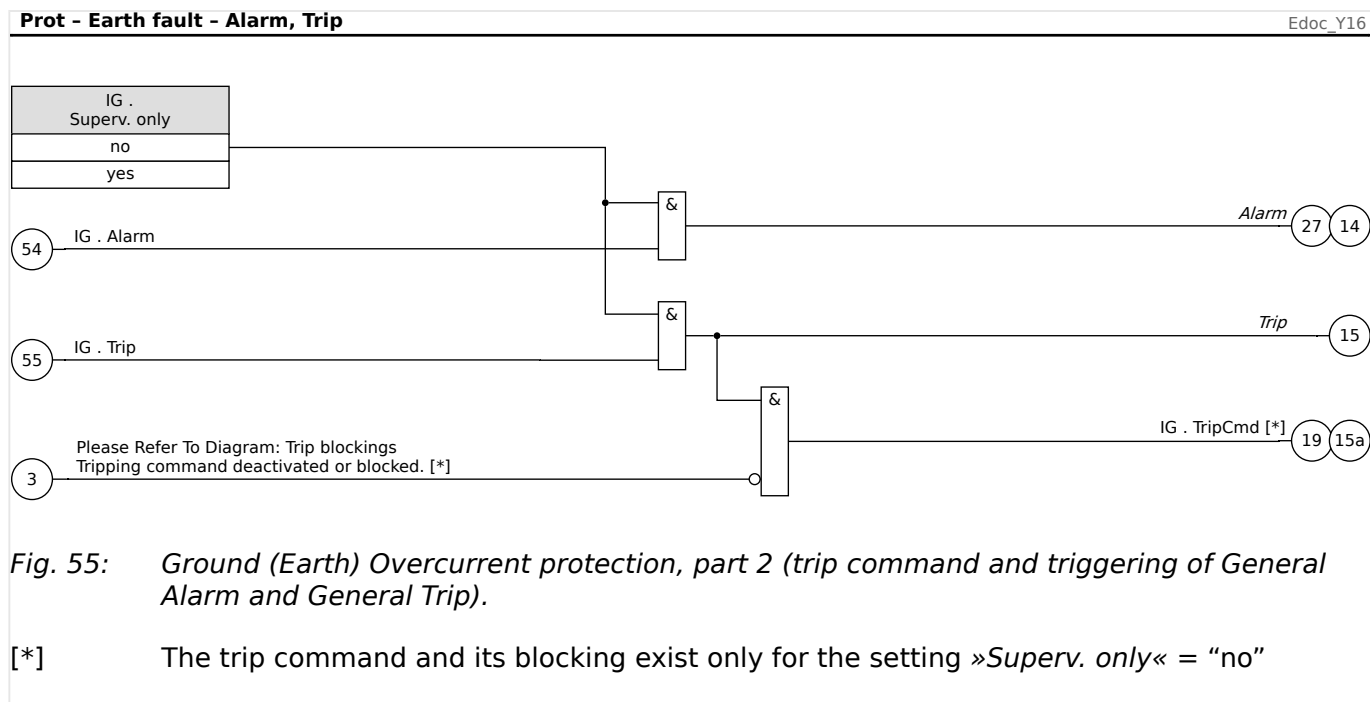 Prot – Earth fault – Alarm, Trip
Edoc_Y16
IG .
Superv. only
no
yes
&
Alarm
27
14
54
IG . Alarm
&
Trip
15
55
IG . Trip
&
IG . TripCmd [*]
19
15a
Please Refer To Diagram: Trip blockings
Tripping command deactivated or blocked. [*]
3
Fig. 55: Ground (Earth) Overcurrent protection, part 2 (trip command and triggering of General
Alarm and General Trip).
[*] The trip command and its blocking exist only for the setting »Superv. only« = “no”